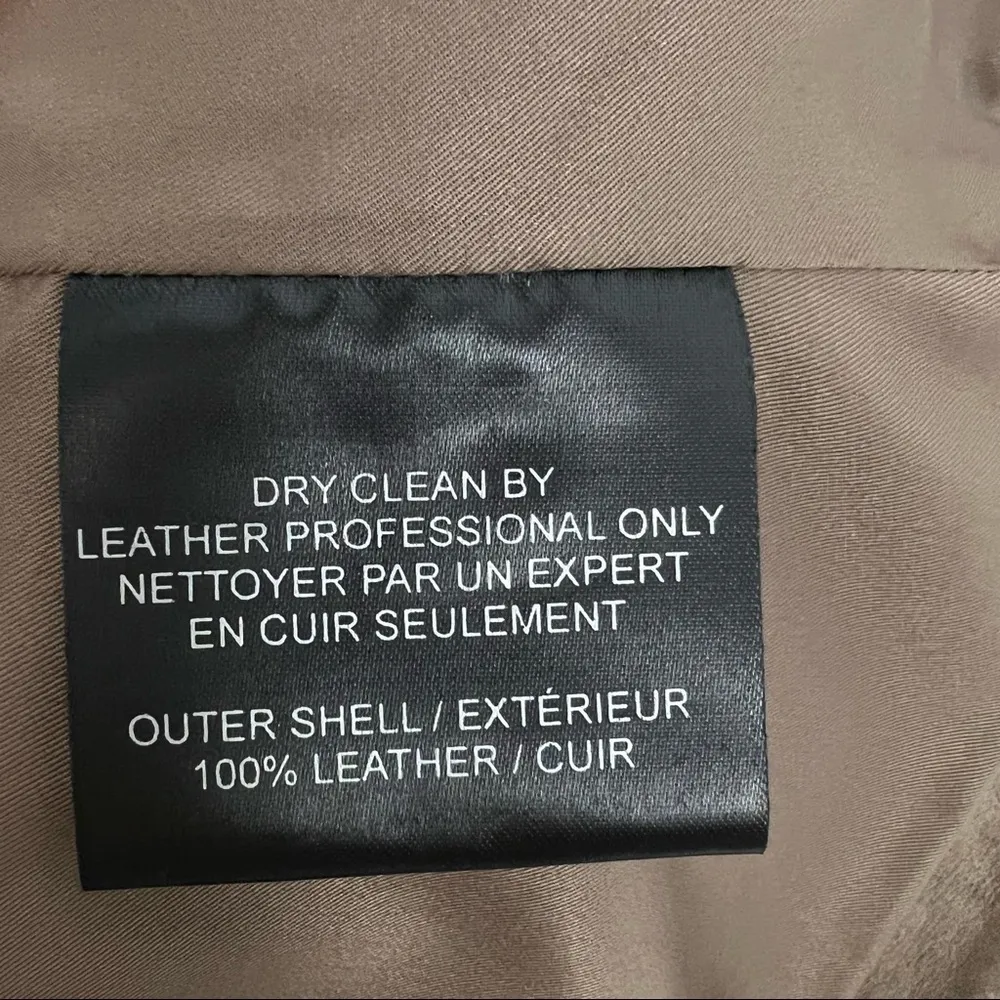 DRY CLEAN BY
LEATHER PROFESSIONAL ONLY
NETTOYER PAR UN EXPERT
EN CUIR SEULEMENT
OUTER SHELL / EXTÉRIEUR
100% LEATHER / CUIR